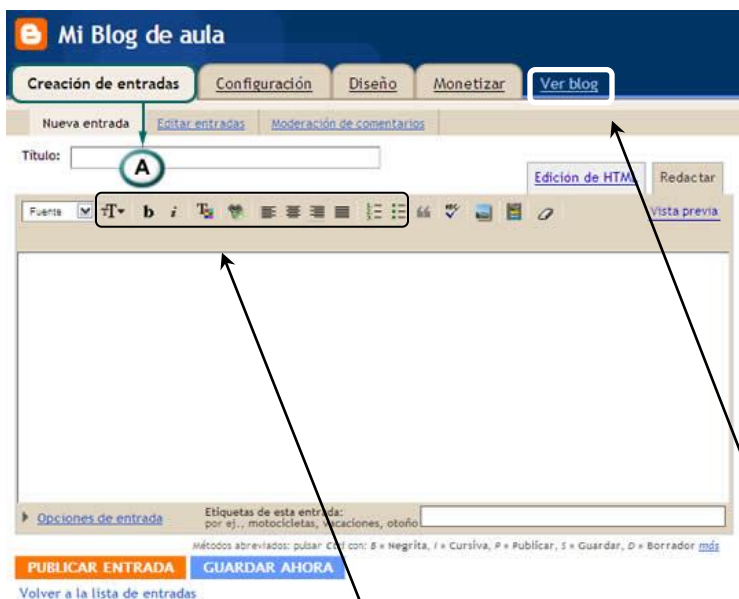 Mi Blog de aula
Creación de entradas Configuración Diseño Monetizar Ver blog
Nueva entrada Editar entradas Moderación de comentarios
Título:
A
Edición de HTML Redactar
Fuente T b i T ABC Vista previa
Opciones de entrada Etiquetas de esta entrada:
por ej., motocicletas, vacaciones, otoño
Métodos abreviados: pulsar Ctrl con: B = Negrita, I = Cursiva, P = Publicar, S = Guardar, D = Borrador más
PUBLICAR ENTRADA GUARDAR AHORA
Volver a la lista de entradas